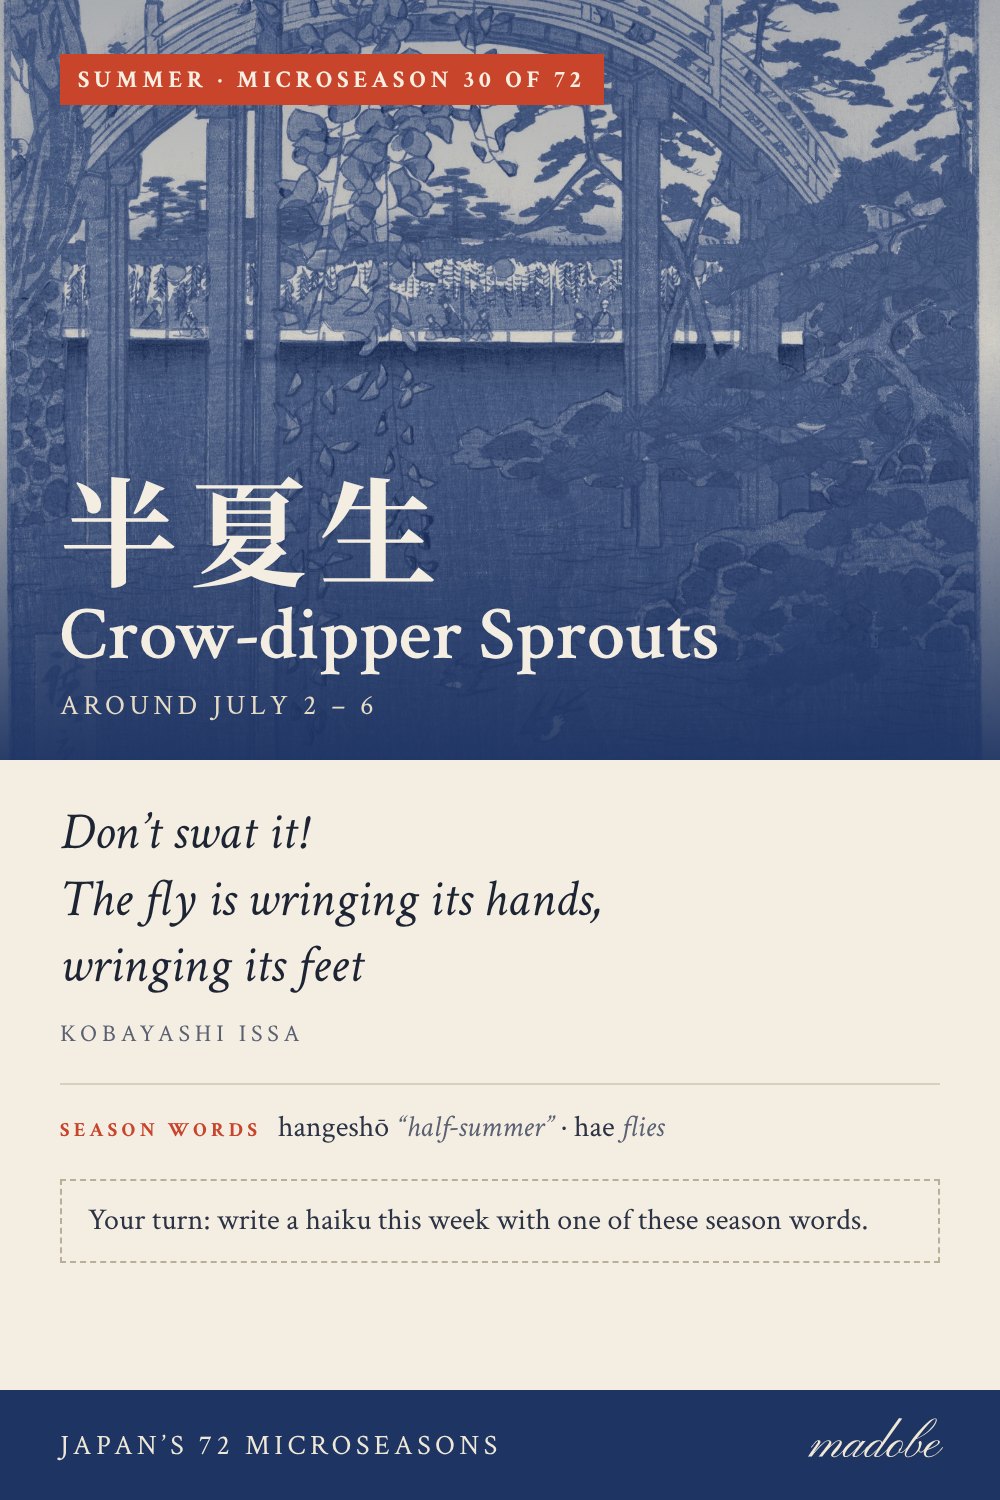 SUMMER · MICROSEASON 30 OF 72
半夏生
Crow-dipper Sprouts
AROUND JULY 2 – 6
Don’t swat it!
The fly is wringing its hands,
wringing its feet
KOBAYASHI ISSA
SEASON WORDS hangeshō “half-summer” · hae flies
Your turn: write a haiku this week with one of these season words.
JAPAN’S 72 MICROSEASONS
madobe